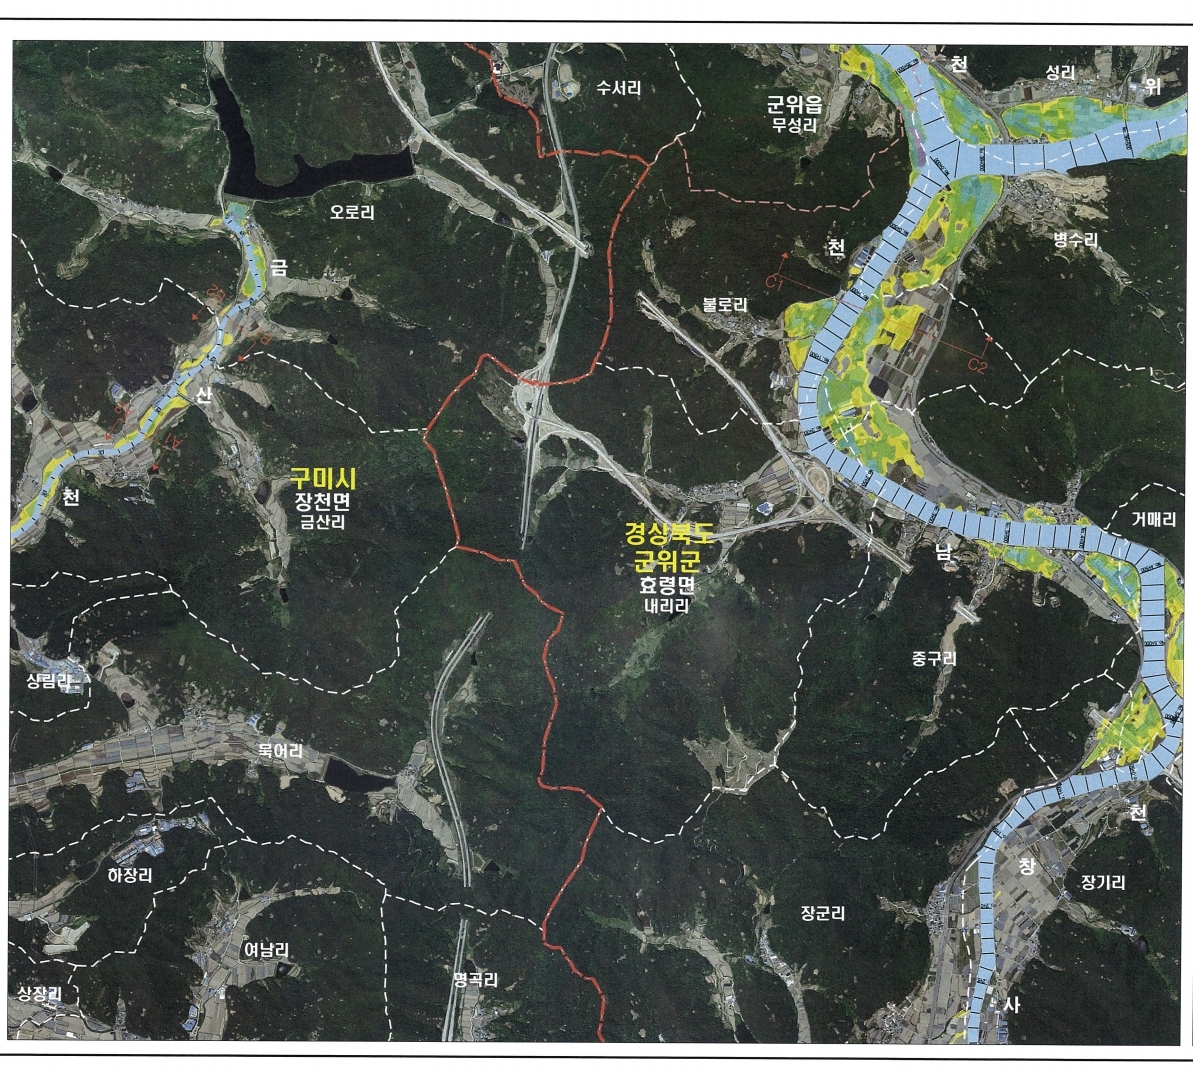 천
성리
위
수서리
군위읍
무성리
오로리
병수리
천
금
C1
불로리
C2
산
구미시
장천면
금산리
천
거매리
경상북도
군위군
효령면
내리리
남
중구리
상림리
묵어리
천
창
하장리
장기리
장군리
여남리
명곡리
상장리
사